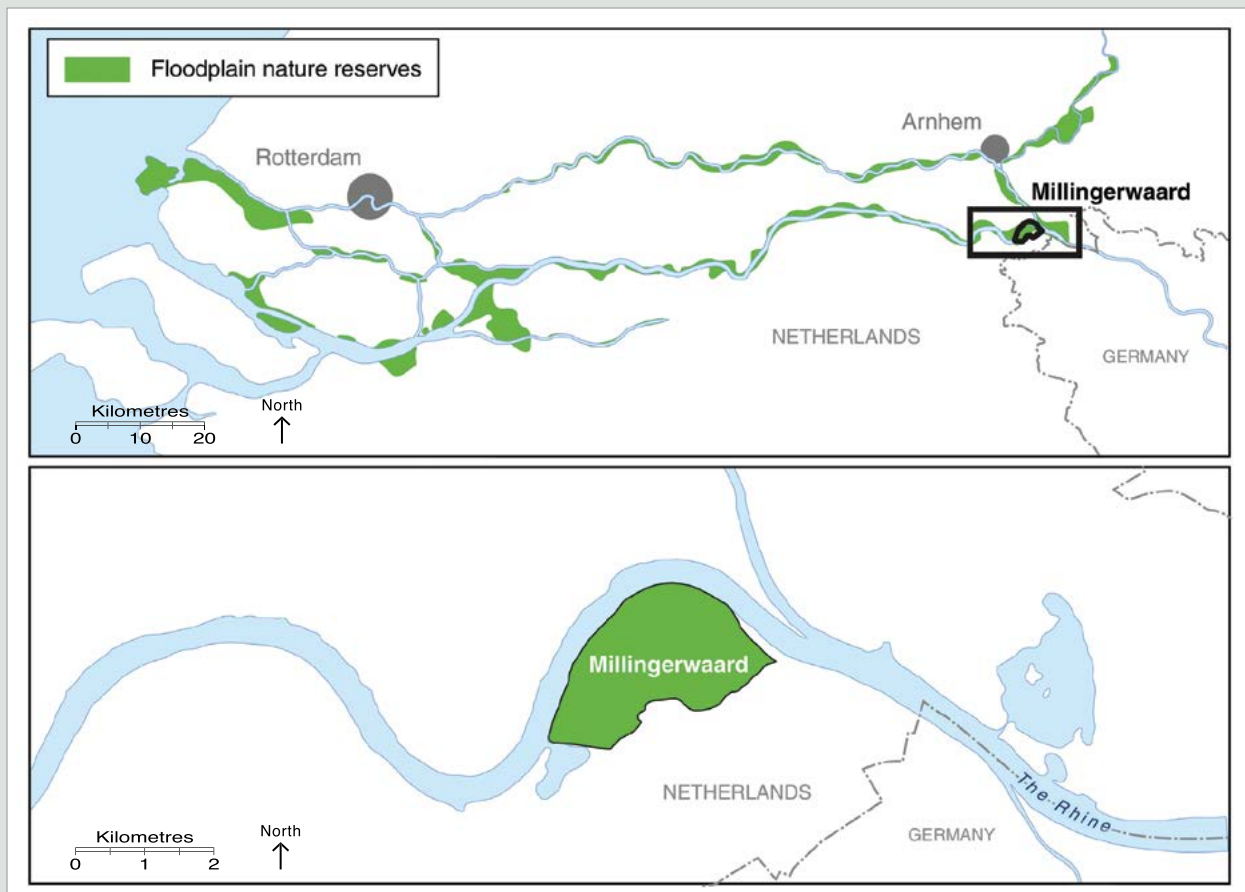 Floodplain nature reserves
Arnhem
Rotterdam
Millingerwaard
NETHERLANDS
GERMANY
Kilometres
0 10 20
North
Millingerwaard
NETHERLANDS
The Rhine
GERMANY
Kilometres
0 1 2
North